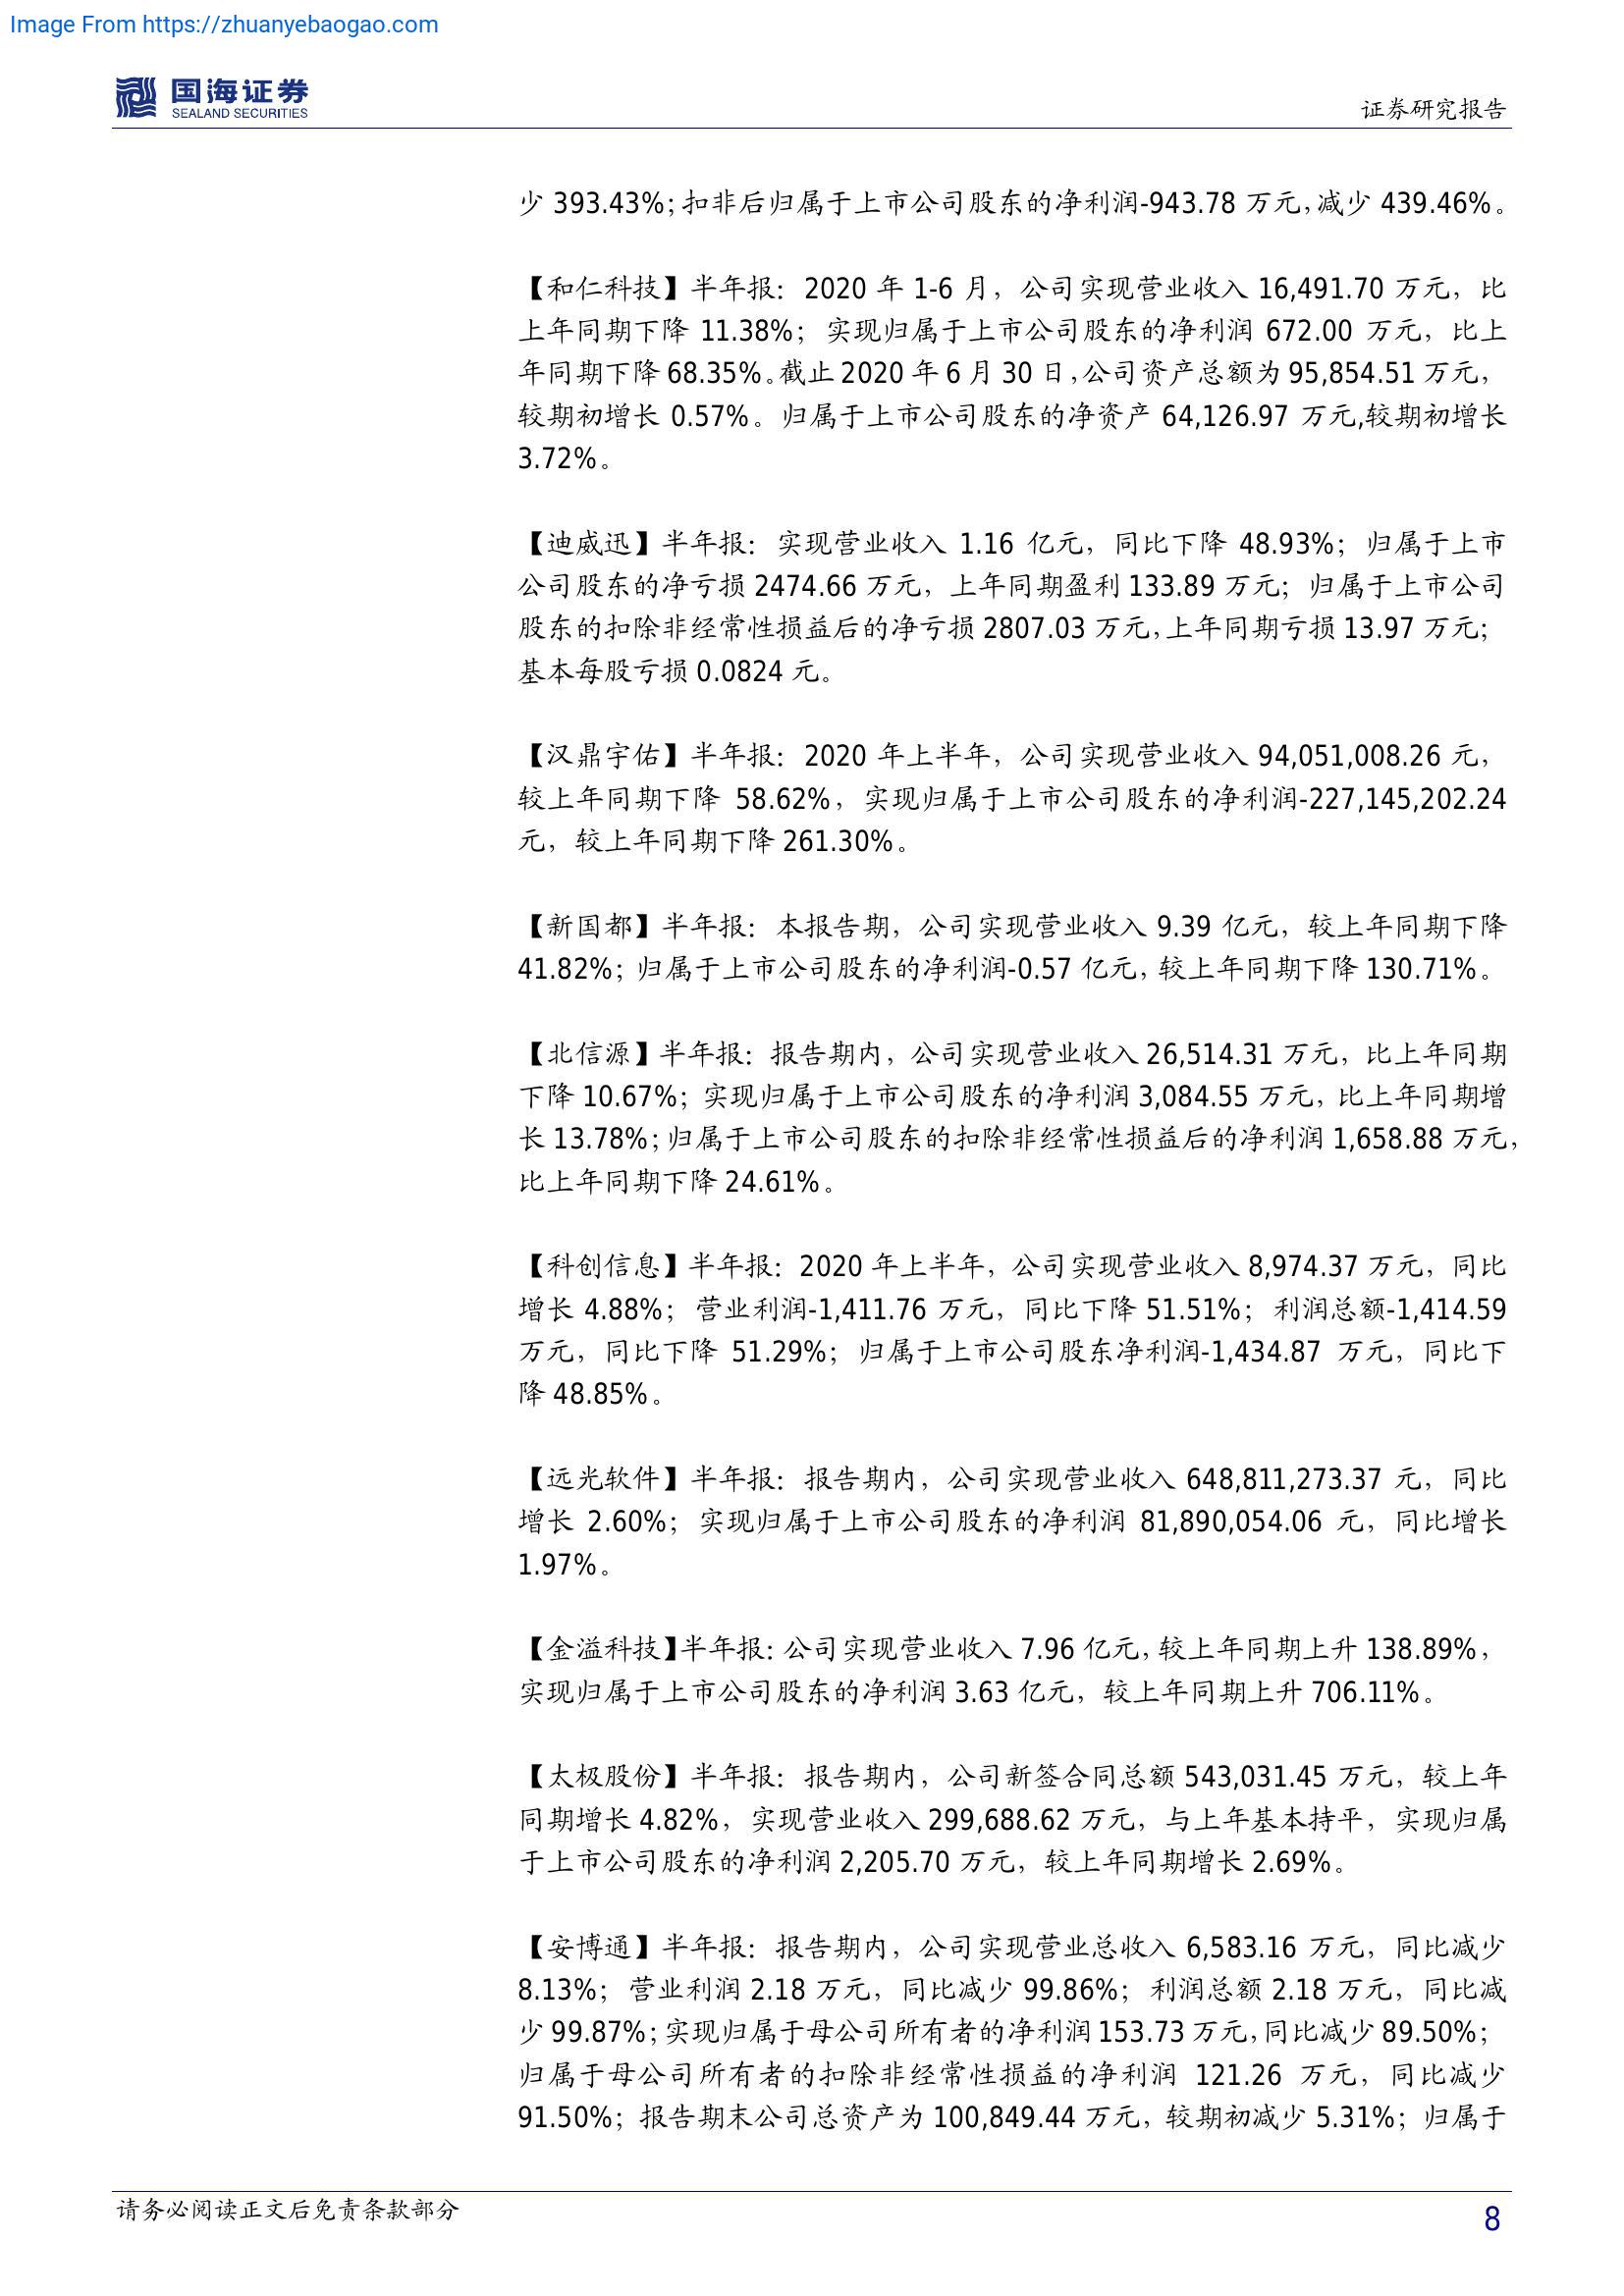 Image From https://zhuanyebaogao.com
国海证券
SEALAND SECURITIES
证券研究报告
少 393.43%；扣非后归属于上市公司股东的净利润-943.78 万元，减少 439.46%。
【和仁科技】半年报：2020 年 1-6 月，公司实现营业收入 16,491.70 万元，比
上年同期下降 11.38%；实现归属于上市公司股东的净利润 672.00 万元，比上
年同期下降 68.35%。截止 2020 年 6 月 30 日，公司资产总额为 95,854.51 万元，
较期初增长 0.57%。归属于上市公司股东的净资产 64,126.97 万元,较期初增长
3.72%。
【迪威迅】半年报：实现营业收入 1.16 亿元，同比下降 48.93%；归属于上市
公司股东的净亏损 2474.66 万元，上年同期盈利 133.89 万元；归属于上市公司
股东的扣除非经常性损益后的净亏损 2807.03 万元，上年同期亏损 13.97 万元；
基本每股亏损 0.0824 元。
【汉鼎宇佑】半年报：2020 年上半年，公司实现营业收入 94,051,008.26 元，
较上年同期下降 58.62%，实现归属于上市公司股东的净利润-227,145,202.24
元，较上年同期下降 261.30%。
【新国都】半年报：本报告期，公司实现营业收入 9.39 亿元，较上年同期下降
41.82%；归属于上市公司股东的净利润-0.57 亿元，较上年同期下降 130.71%。
【北信源】半年报：报告期内，公司实现营业收入 26,514.31 万元，比上年同期
下降 10.67%；实现归属于上市公司股东的净利润 3,084.55 万元，比上年同期增
长 13.78%；归属于上市公司股东的扣除非经常性损益后的净利润 1,658.88 万元，
比上年同期下降 24.61%。
【科创信息】半年报：2020 年上半年，公司实现营业收入 8,974.37 万元，同比
增长 4.88%；营业利润-1,411.76 万元，同比下降 51.51%；利润总额-1,414.59
万元，同比下降 51.29%；归属于上市公司股东净利润-1,434.87 万元，同比下
降 48.85%。
【远光软件】半年报：报告期内，公司实现营业收入 648,811,273.37 元，同比
增长 2.60%；实现归属于上市公司股东的净利润 81,890,054.06 元，同比增长
1.97%。
【金溢科技】半年报：公司实现营业收入 7.96 亿元，较上年同期上升 138.89%，
实现归属于上市公司股东的净利润 3.63 亿元，较上年同期上升 706.11%。
【太极股份】半年报：报告期内，公司新签合同总额 543,031.45 万元，较上年
同期增长 4.82%，实现营业收入 299,688.62 万元，与上年基本持平，实现归属
于上市公司股东的净利润 2,205.70 万元，较上年同期增长 2.69%。
【安博通】半年报：报告期内，公司实现营业总收入 6,583.16 万元，同比减少
8.13%；营业利润 2.18 万元，同比减少 99.86%；利润总额 2.18 万元，同比减
少 99.87%；实现归属于母公司所有者的净利润 153.73 万元，同比减少 89.50%；
归属于母公司所有者的扣除非经常性损益的净利润 121.26 万元，同比减少
91.50%；报告期末公司总资产为 100,849.44 万元，较期初减少 5.31%；归属于
请务必阅读正文后免责条款部分
8